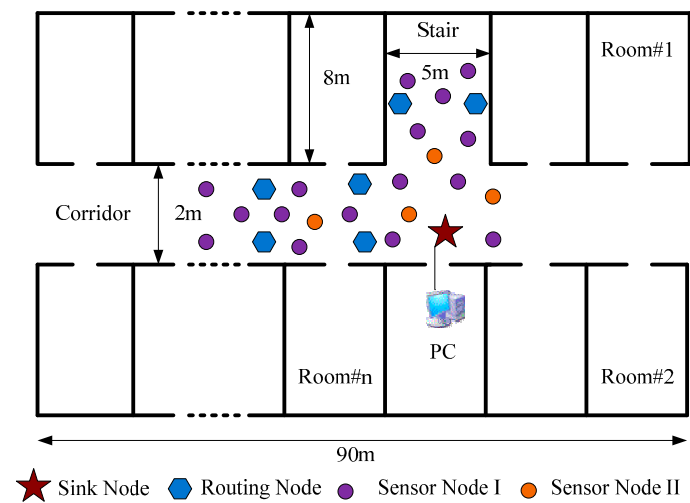 Stair
Room#1
8m
5m
Corridor
2m
PC
Room#n
Room#2
90m
Sink Node
Routing Node
Sensor Node I
Sensor Node II